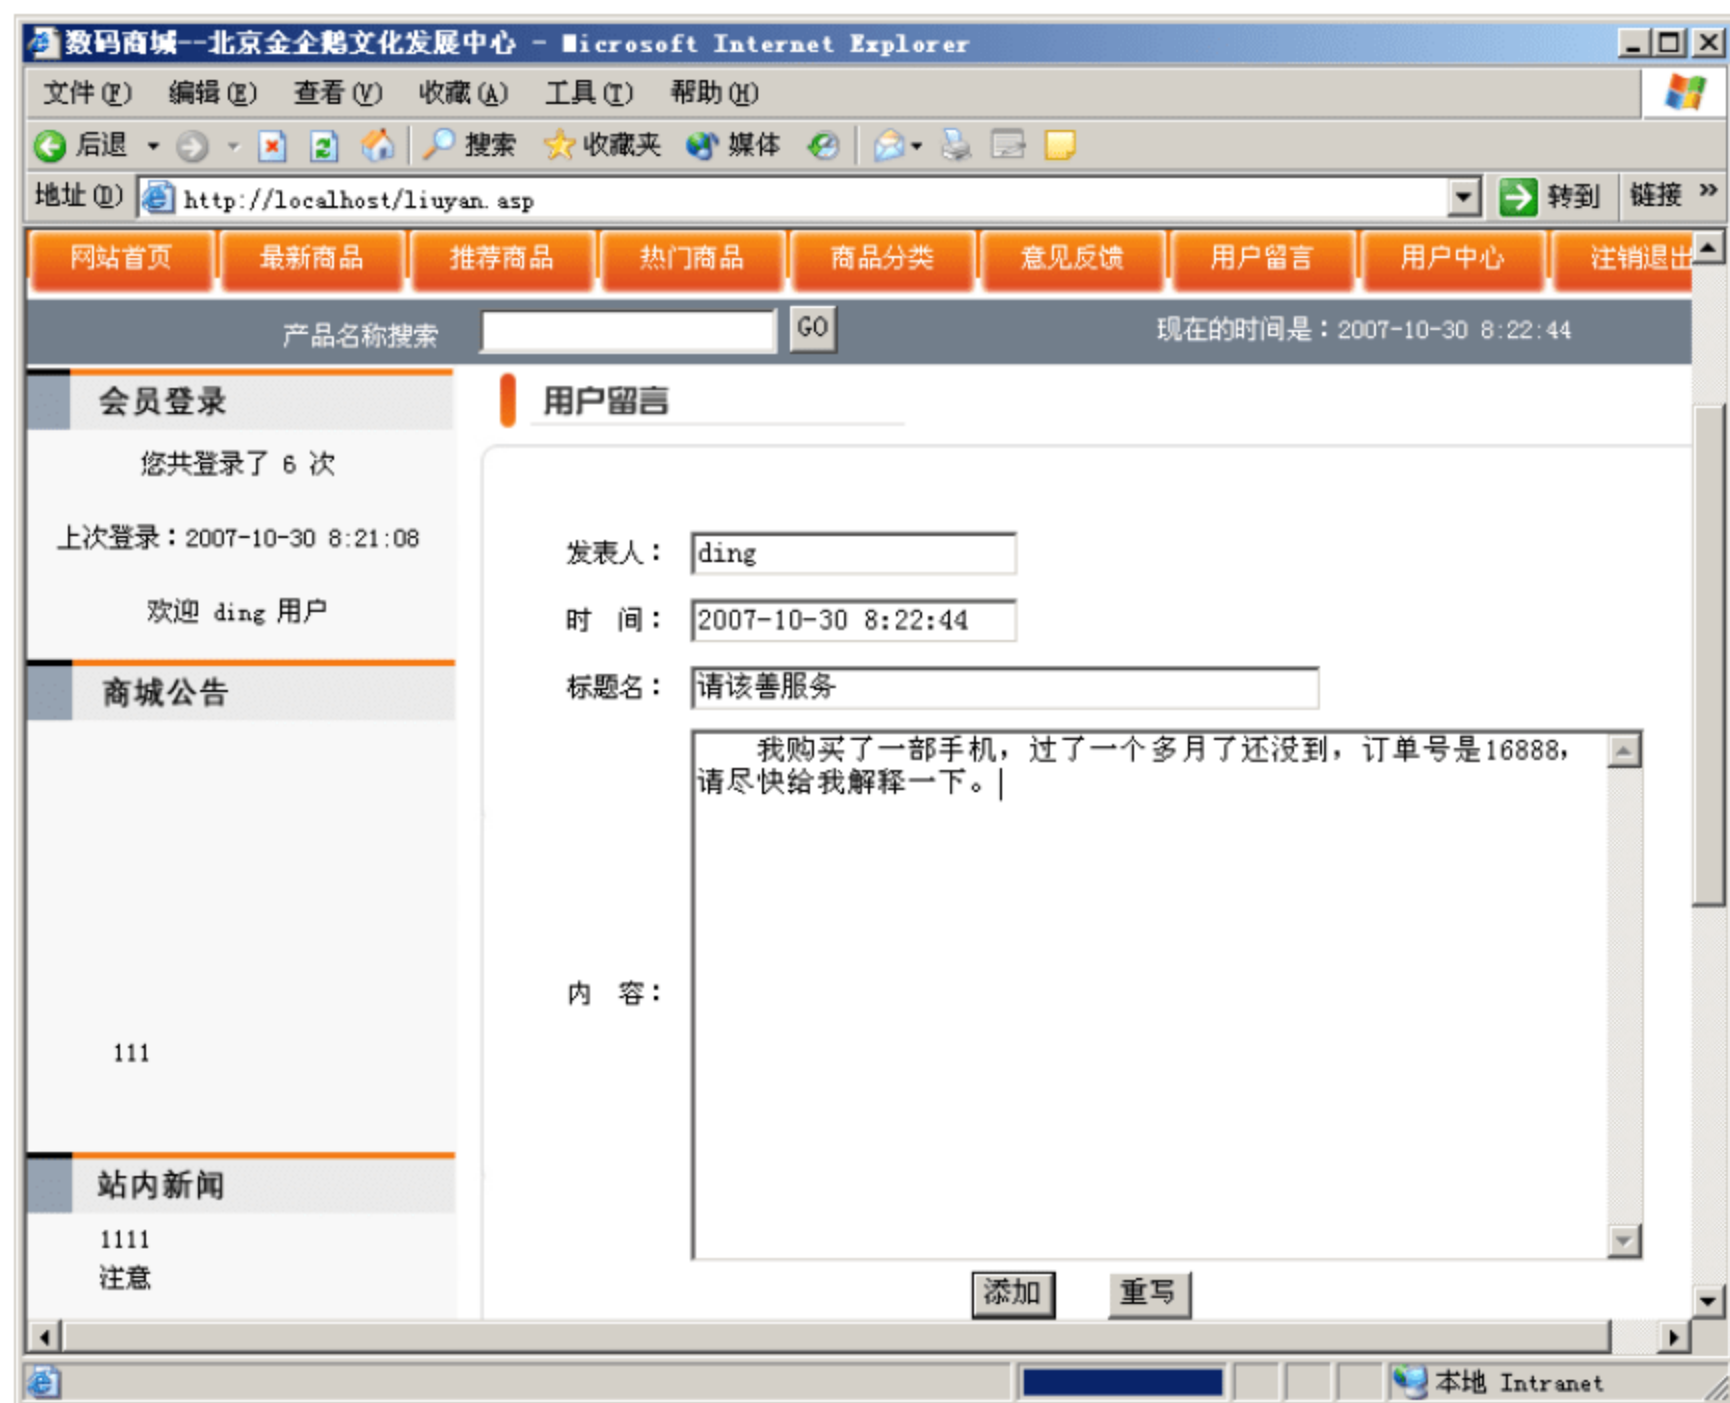 数码商城--北京金企鹅文化发展中心 - Microsoft Internet Explorer
文件(F) 编辑(E) 查看(V) 收藏(A) 工具(T) 帮助(H)
后退 搜索 收藏夹 媒体
地址(D) http://localhost/liuyan.asp 转到 链接 »
网站首页 最新商品 推荐商品 热门商品 商品分类 意见反馈 用户留言 用户中心 注销退出
产品名称搜索 GO 现在的时间是：2007-10-30 8:22:44
会员登录
您共登录了 6 次
上次登录：2007-10-30 8:21:08
欢迎 ding 用户
商城公告
111
站内新闻
1111
注意
用户留言
发表人： ding
时 间： 2007-10-30 8:22:44
标题名： 请该善服务
内 容：
我购买了一部手机，过了一个多月了还没到，订单号是16888，
请尽快给我解释一下。
添加 重写
本地 Intranet